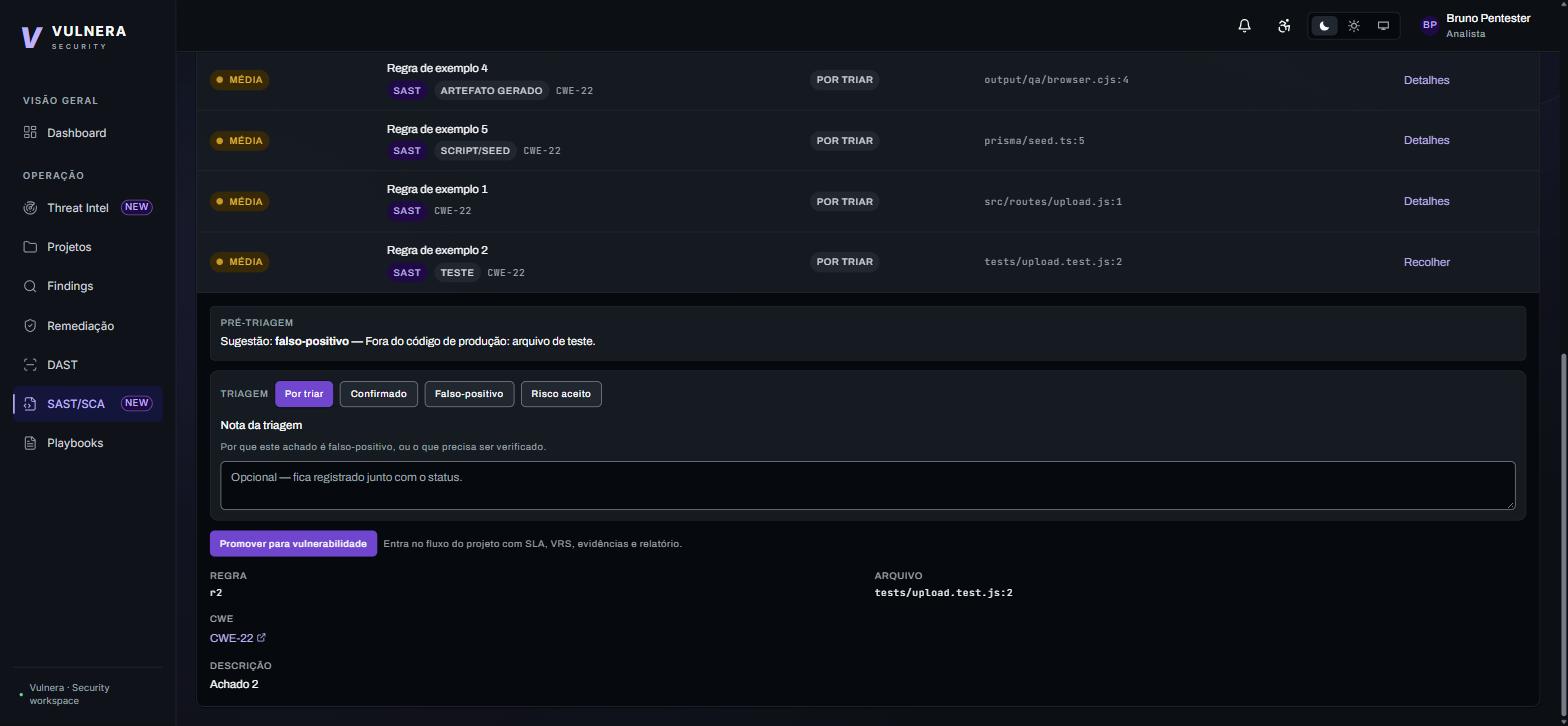 VULNERA
SECURITY
VISÃO GERAL
Dashboard
OPERAÇÃO
Threat Intel NEW
Projetos
Findings
Remediação
DAST
SAST/SCA NEW
Playbooks
Vulnera · Security
workspace
BP
Bruno Pentester
Analista
MÉDIA
Regra de exemplo 4
SAST ARTEFATO GERADO CWE-22
POR TRIAR
output/qa/browser.cjs:4
Detalhes
MÉDIA
Regra de exemplo 5
SAST SCRIPT/SEED CWE-22
POR TRIAR
prisma/seed.ts:5
Detalhes
MÉDIA
Regra de exemplo 1
SAST CWE-22
POR TRIAR
src/routes/upload.js:1
Detalhes
MÉDIA
Regra de exemplo 2
SAST TESTE CWE-22
POR TRIAR
tests/upload.test.js:2
Recolher
PRÉ-TRIAGEM
Sugestão: falso-positivo — Fora do código de produção: arquivo de teste.
TRIAGEM Por triar Confirmado Falso-positivo Risco aceito
Nota da triagem
Por que este achado é falso-positivo, ou o que precisa ser verificado.
Opcional — fica registrado junto com o status.
Promover para vulnerabilidade Entra no fluxo do projeto com SLA, VRS, evidências e relatório.
REGRA
r2
ARQUIVO
tests/upload.test.js:2
CWE
CWE-22
DESCRIÇÃO
Achado 2